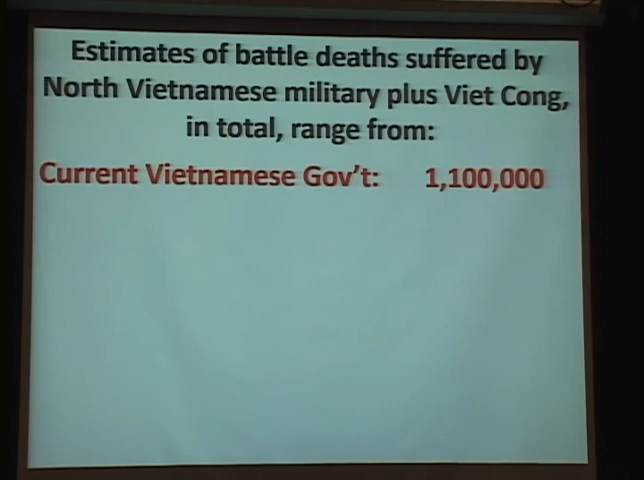 Estimates of battle deaths suffered by
North Vietnamese military plus Viet Cong,
in total, range from:
Current Vietnamese Gov't: 1,100,000